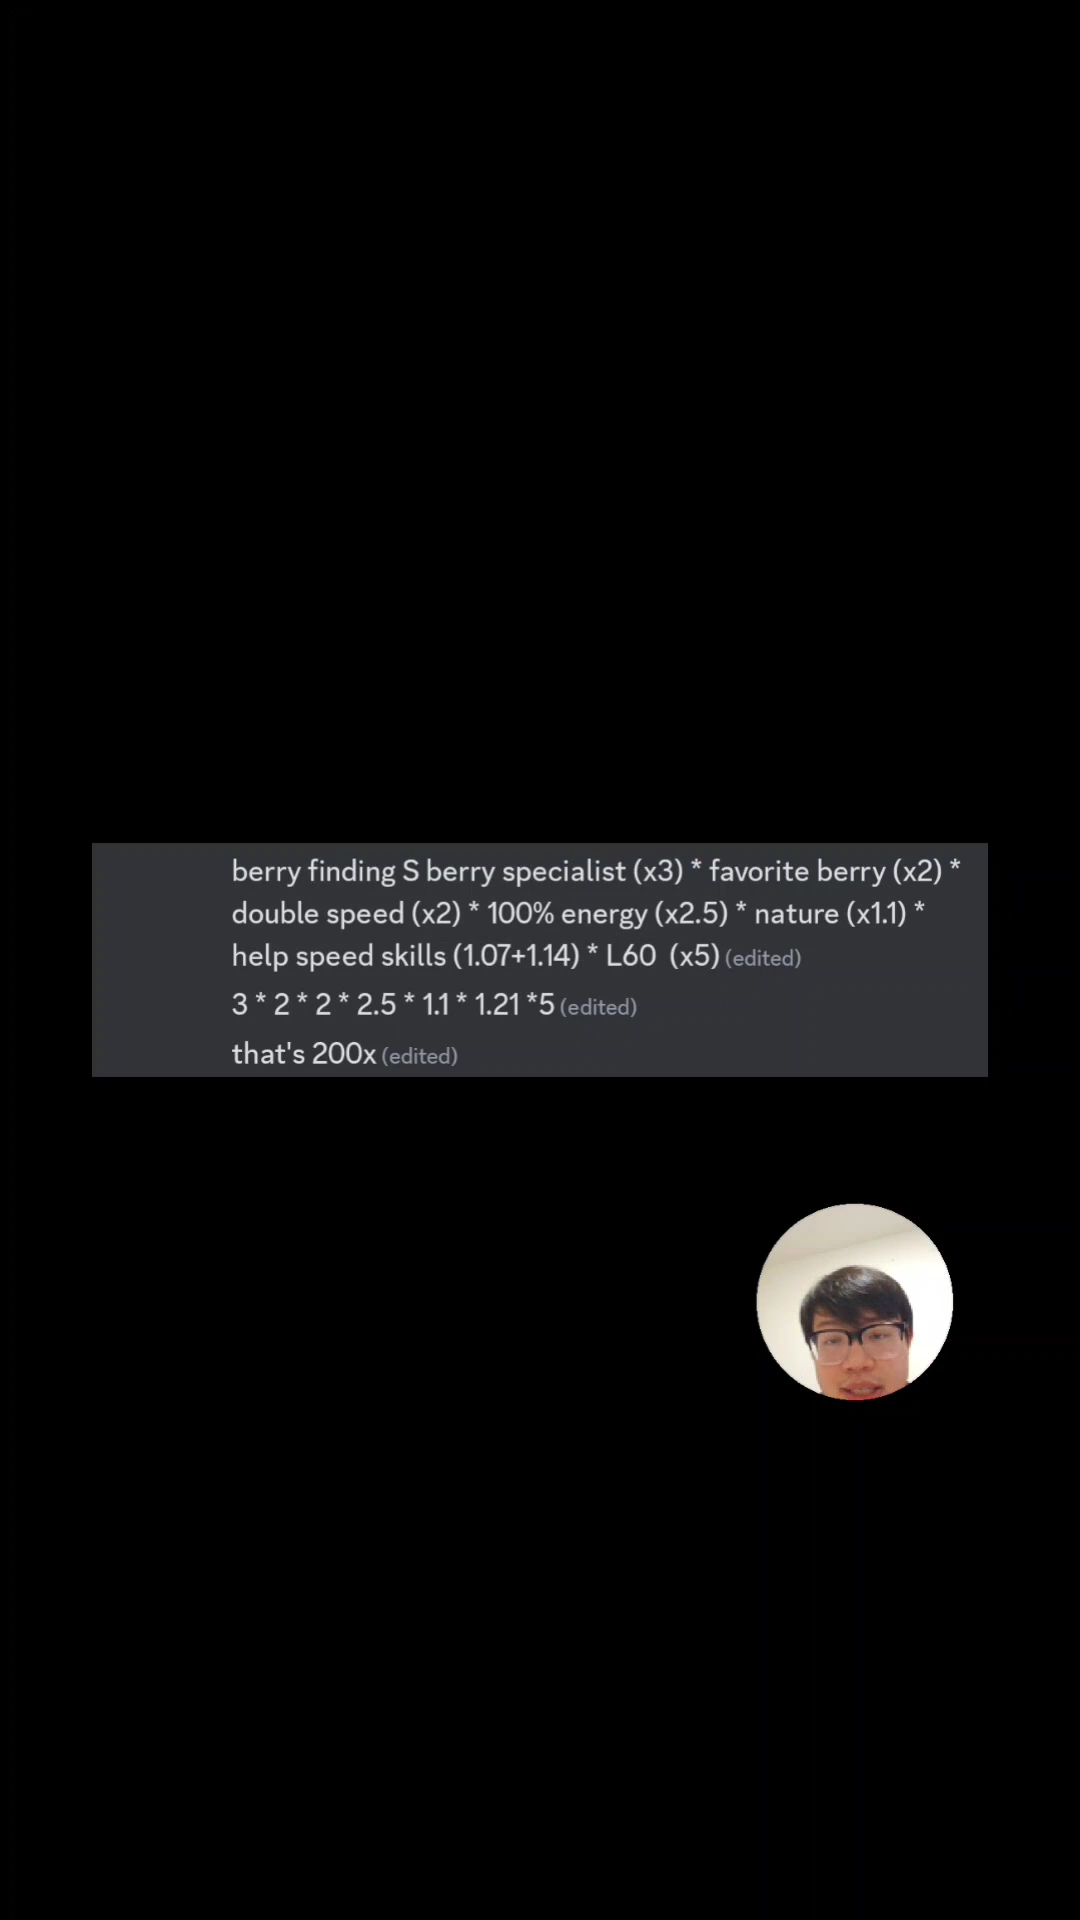 berry finding S berry specialist (x3) * favorite berry (x2) *
double speed (x2) * 100% energy (x2.5) * nature (x1.1) *
help speed skills (1.07+1.14) * L60 (x5) (edited)
3 * 2 * 2 * 2.5 * 1.1 * 1.21 *5 (edited)
that's 200x (edited)